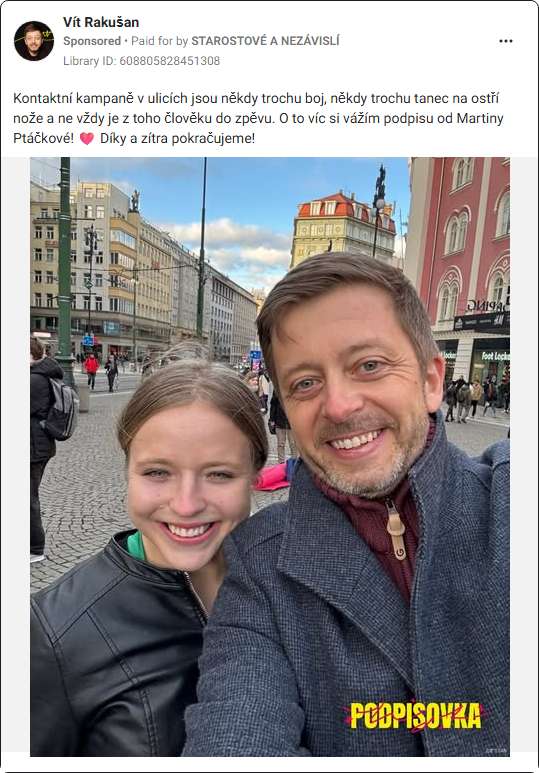 Vít Rakušan
Sponsored • Paid for by STAROSTOVÉ A NEZÁVISLÍ
Library ID: 608805828451308
Kontaktní kampaně v ulicích jsou někdy trochu boj, někdy trochu tanec na ostří
nože a ne vždy je z toho člověku do zpěvu. O to víc si vážím podpisu od Martiny
Ptáčkové! 💓 Díky a zítra pokračujeme!
Foot Locker
PODPISOVKA